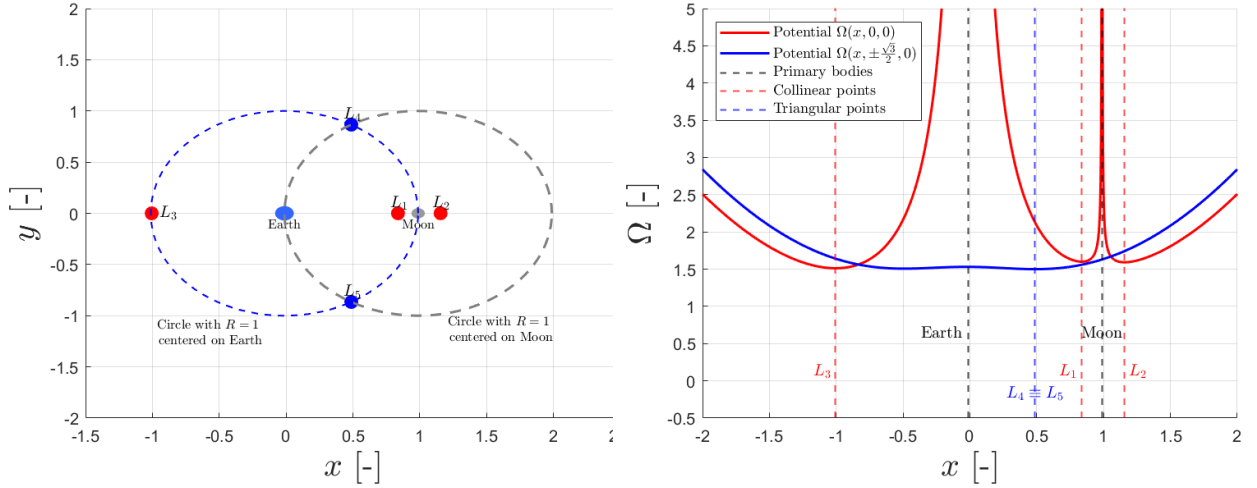 2
1.5
1
0.5
0
-0.5
-1
-1.5
-2
-1.5
-1
-0.5
0
0.5
1
1.5
2
y [-]
x [-]
L4
L3
Earth
L1
Moon
L2
L5
Circle with R = 1
centered on Earth
Circle with R = 1
centered on Moon
5
4.5
4
3.5
3
2.5
2
1.5
1
0.5
0
-0.5
-2
-1.5
-1
-0.5
0
0.5
1
1.5
2
Ω [-]
x [-]
Potential Ω(x, 0, 0)
Potential Ω(x, ±√3/2, 0)
Primary bodies
Collinear points
Triangular points
Earth
Moon
L3
L1
L2
L4 ≡ L5